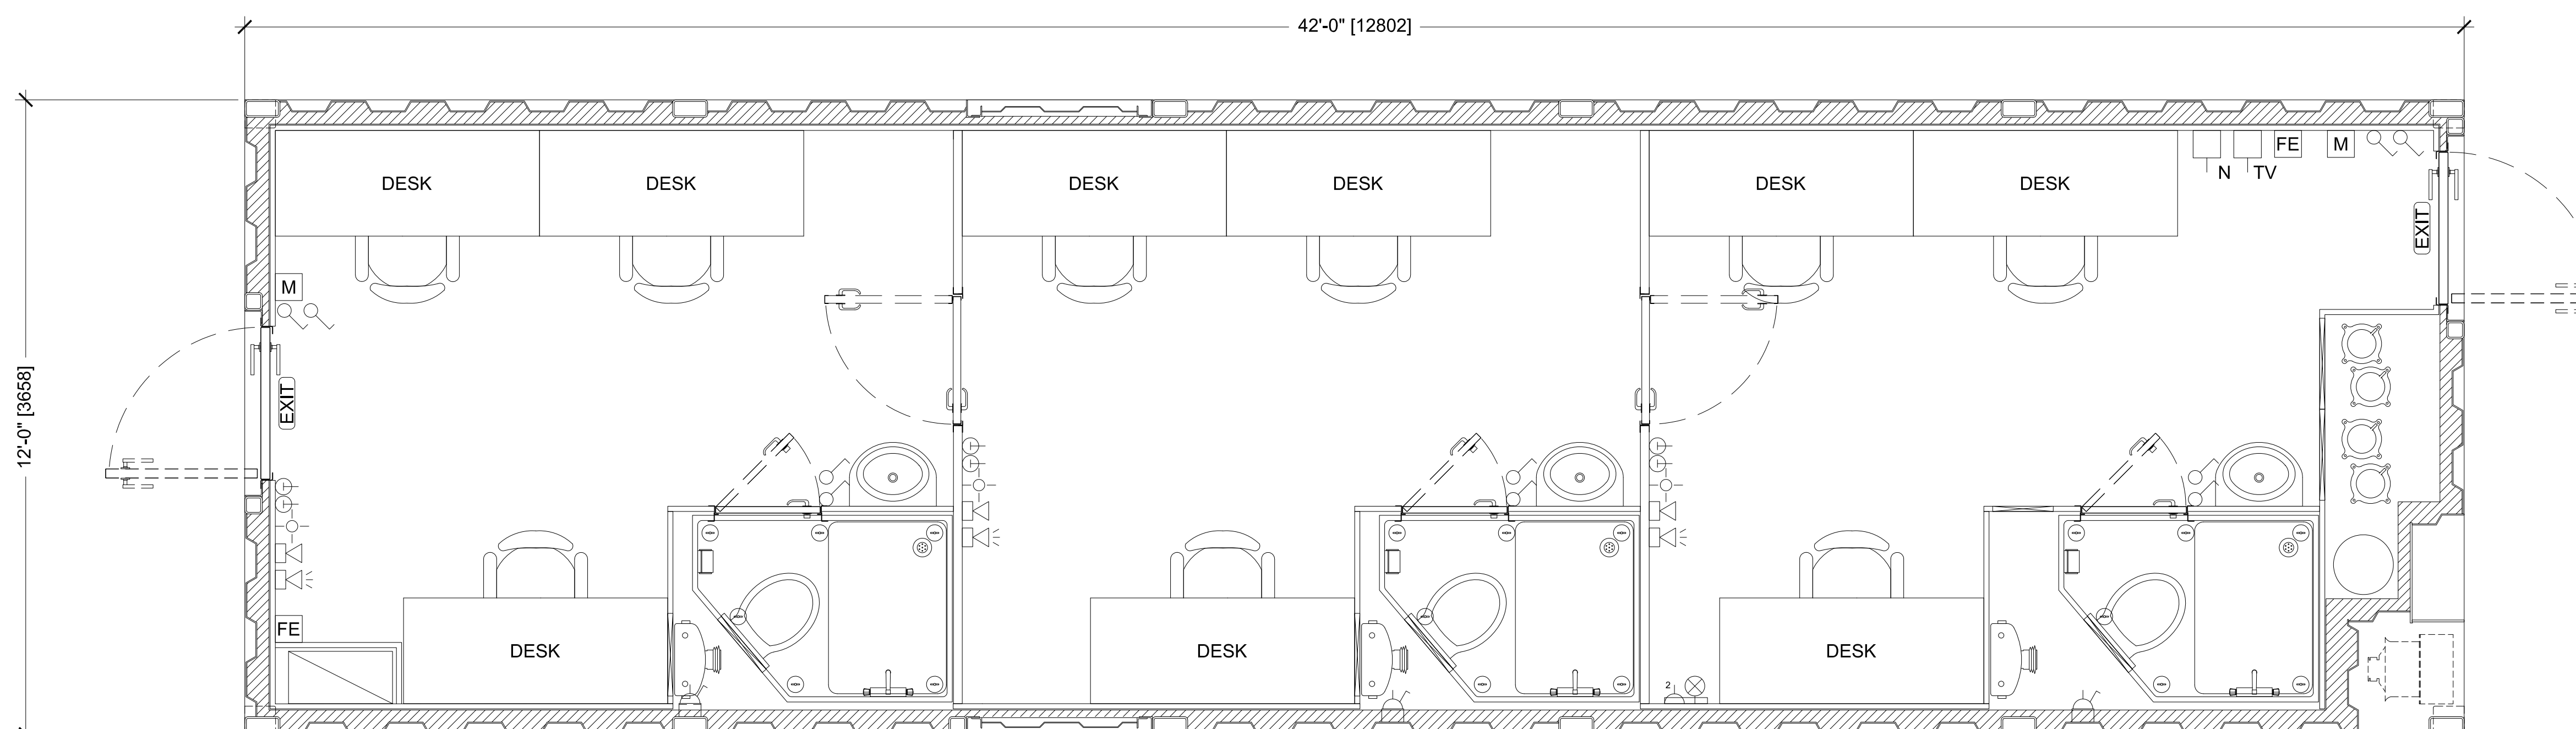 42'-0" [12802]
DESK
DESK
DESK
DESK
DESK
DESK
N
TV
FE
M
EXIT
M
EXIT
12'-0" [3658]
FE
DESK
DESK
2
DESK